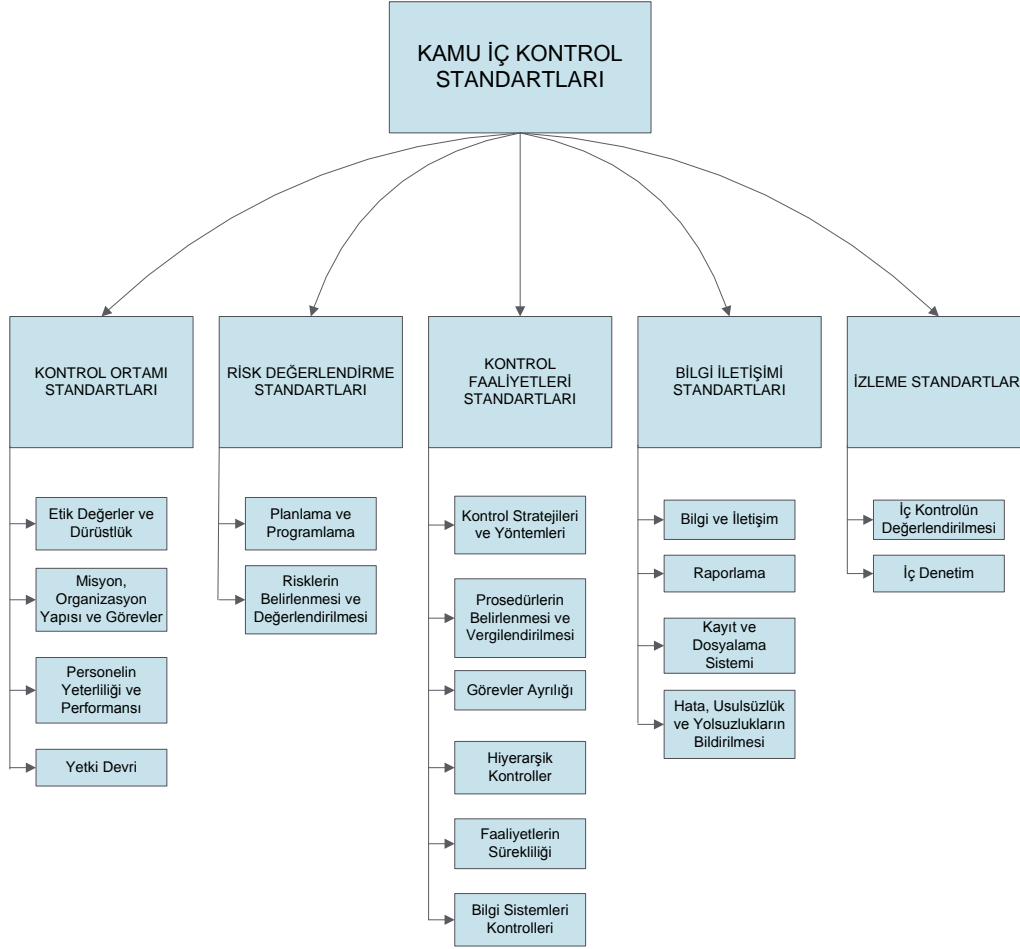 KAMU İÇ KONTROL
STANDARTLARI
KONTROL ORTAMI
STANDARTLARI
Etik Değerler ve
Dürüstlük
Misyon,
Organizasyon
Yapısı ve Görevler
Personelin
Yeterliliği ve
Performansı
Yetki Devri
RİSK DEĞERLENDİRME
STANDARTLARI
Planlama ve
Programlama
Risklerin
Belirlenmesi ve
Değerlendirilmesi
KONTROL
FAALİYETLERİ
STANDARTLARI
Kontrol Stratejileri
ve Yöntemleri
Prosedürlerin
Belirlenmesi ve
Vergilendirilmesi
Görevler Ayrılığı
Hiyerarşik
Kontroller
Faaliyetlerin
Sürekliliği
Bilgi Sistemleri
Kontrolleri
BİLGİ İLETİŞİMİ
STANDARTLARI
Bilgi ve İletişim
Raporlama
Kayıt ve
Dosyalama
Sistemi
Hata, Usulsüzlük
ve Yolsuzlukların
Bildirilmesi
İZLEME STANDARTLAR
İç Kontrolün
Değerlendirilmesi
İç Denetim